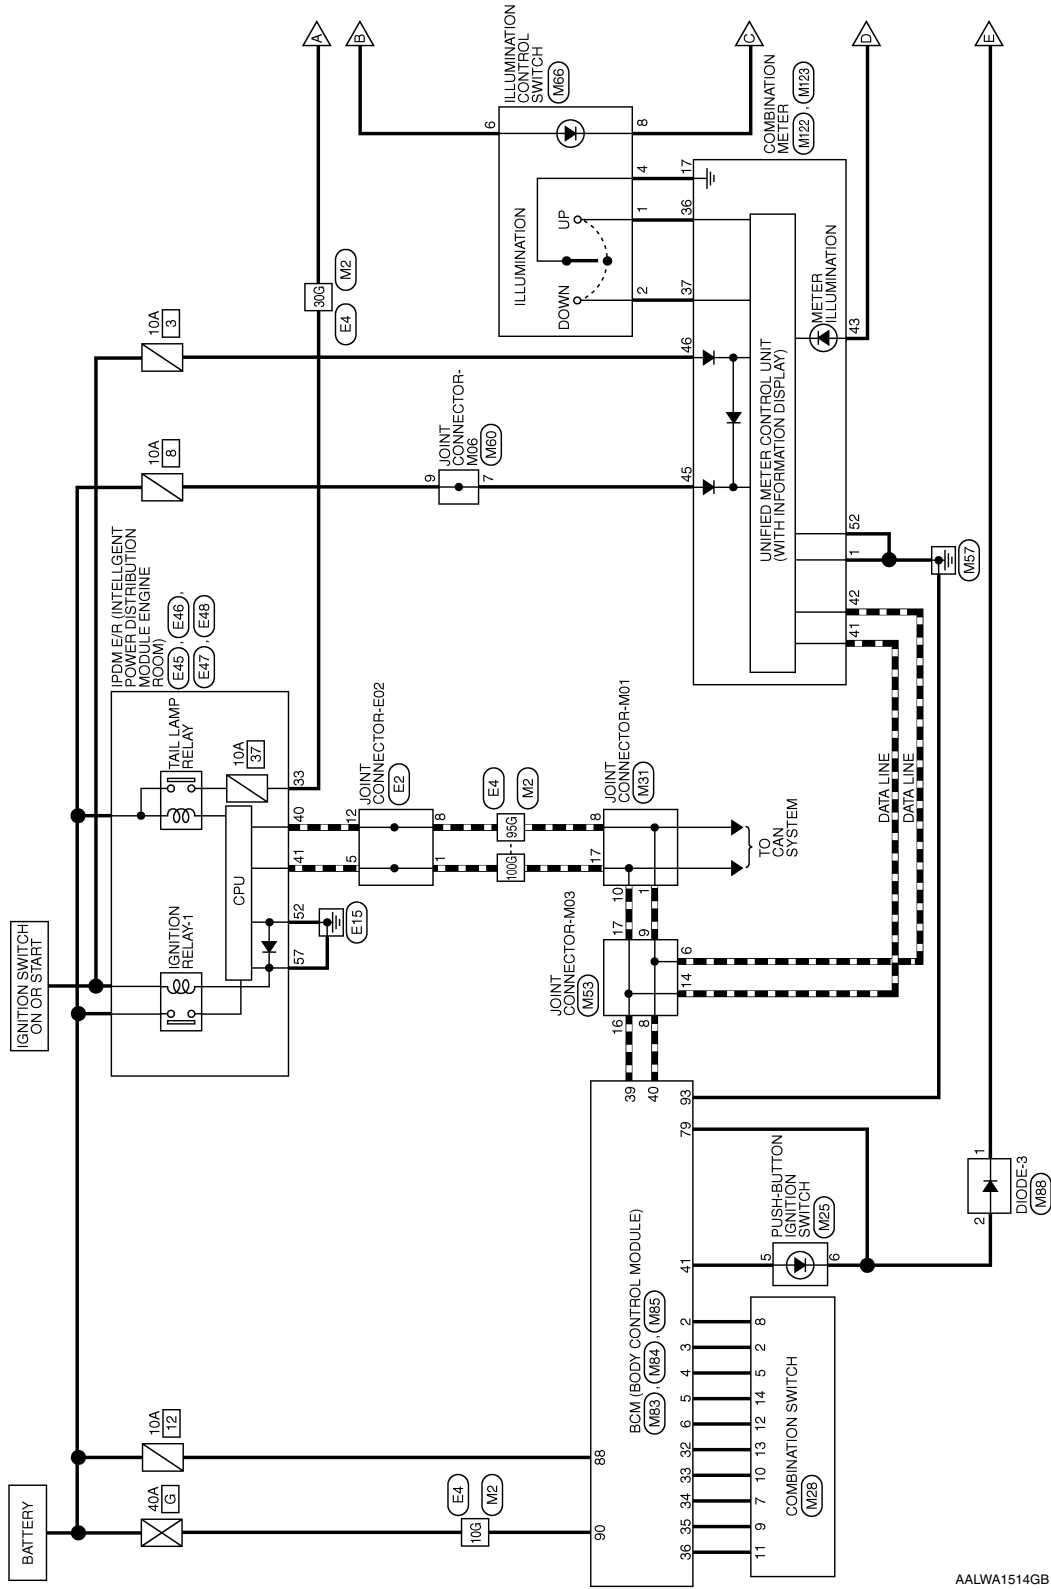 BATTERY
IGNITION SWITCH
ON OR START
40A
G
10A
12
10A
8
10A
3
E4
M2
10G
90
88
IPDM E/R (INTELLGENT
POWER DISTRIBUTION
MODULE ENGINE
ROOM)
E45 , E46 ,
E47 , E48
IGNITION
RELAY-1
TAIL LAMP
RELAY
10A
37
CPU
57
52
41
40
33
E15
30G
E4
M2
A
B
C
D
E
JOINT
CONNECTOR-E02
E2
5
12
1
8
100G
95G
E4
M2
JOINT
CONNECTOR-M01
M31
17
8
10
1
TO
CAN
SYSTEM
JOINT
CONNECTOR-M03
M53
17
9
16
8
14
6
DATA LINE
DATA LINE
JOINT
CONNECTOR-
M06
M60
9
7
ILLUMINATION
CONTROL
SWITCH
M66
6
8
ILLUMINATION
DOWN
UP
2
1
4
COMBINATION
METER
M122 , M123
45
46
37
36
17
UNIFIED METER CONTROL UNIT
(WITH INFORMATION DISPLAY)
METER
ILLUMINATION
41
42
1
52
43
M57
BCM (BODY CONTROL MODULE)
M83 , M84 , M85
39
40
36
35
34
33
32
6
5
4
3
2
41
79
93
11
9
7
10
13
12
14
5
2
8
COMBINATION SWITCH
M28
PUSH-BUTTON
IGNITION
SWITCH
M25
5
6
2
1
DIODE-3
M88
AALWA1514GB